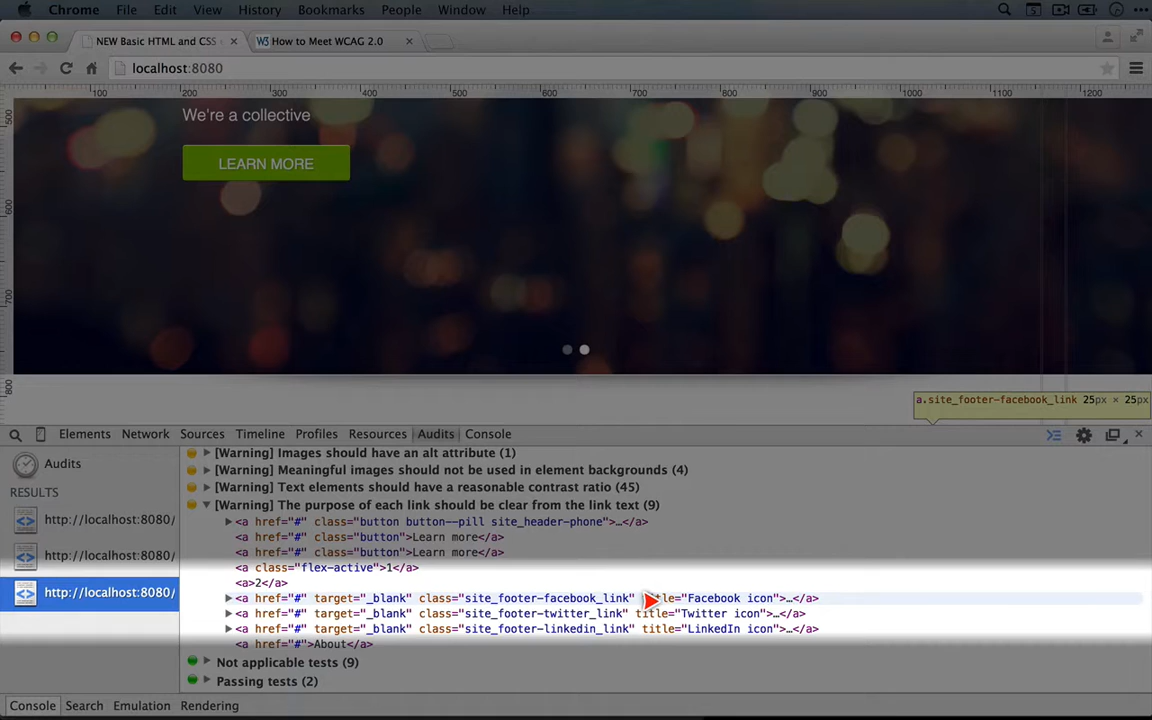 Chrome File Edit View History Bookmarks People Window Help
NEW Basic HTML and CSS
How to Meet WCAG 2.0
localhost:8080
100 200 300 400 500 600 700 800 900 1000 1100 1200
500
600
700
800
We're a collective
LEARN MORE
a.site_footer-facebook_link 25px × 25px
Elements Network Sources Timeline Profiles Resources Audits Console
Audits
RESULTS
http://localhost:8080/
http://localhost:8080/
http://localhost:8080/
[Warning] Images should have an alt attribute (1)
[Warning] Meaningful images should not be used in element backgrounds (4)
[Warning] Text elements should have a reasonable contrast ratio (45)
[Warning] The purpose of each link should be clear from the link text (9)
<a href="#" class="button button--pill site_header-phone">…</a>
<a href="#" class="button">Learn more</a>
<a href="#" class="button">Learn more</a>
<a class="flex-active">1</a>
<a>2</a>
<a href="#" target="_blank" class="site_footer-facebook_link" title="Facebook icon">…</a>
<a href="#" target="_blank" class="site_footer-twitter_link" title="Twitter icon">…</a>
<a href="#" target="_blank" class="site_footer-linkedin_link" title="LinkedIn icon">…</a>
<a href="#">About</a>
Not applicable tests (9)
Passing tests (2)
Console Search Emulation Rendering